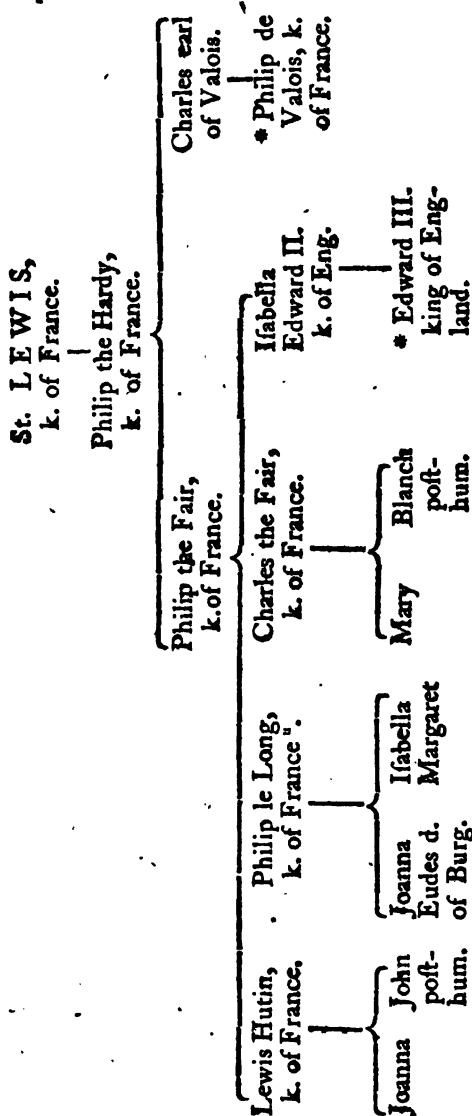 St. LEWIS,
k. of France.
Philip the Hardy,
k. of France.
Philip the Fair,
k. of France.
Charles earl
of Valois.
Lewis Hutin,
k. of France.
Philip le Long,
k. of France".
Charles the Fair,
k. of France.
Iſabella
Edward II.
k. of Eng.
* Philip de
Valois, k.
of France.
Joanna
John
poſt-
hum.
Joanna
Eudes d.
of Burg.
Iſabella
Margaret
Mary
Blanch
poſt-
hum.
* Edward III.
king of Eng-
land.